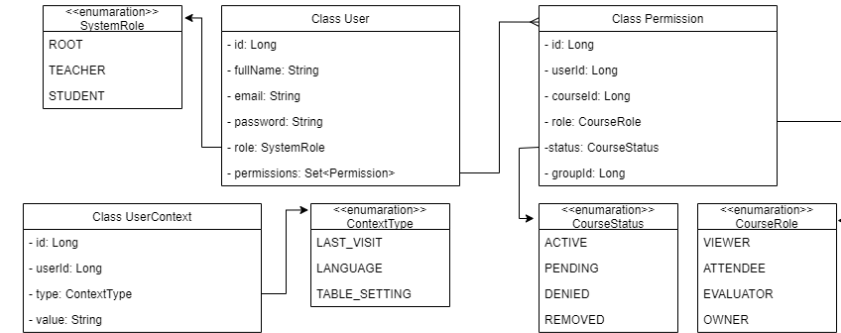 <<enumaration>>
SystemRole
ROOT
TEACHER
STUDENT
Class User
- id: Long
- fullName: String
- email: String
- password: String
- role: SystemRole
- permissions: Set<Permission>
Class Permission
- id: Long
- userId: Long
- courseId: Long
- role: CourseRole
-status: CourseStatus
- groupId: Long
Class UserContext
- id: Long
- userId: Long
- type: ContextType
- value: String
<<enumaration>>
ContextType
LAST_VISIT
LANGUAGE
TABLE_SETTING
<<enumaration>>
CourseStatus
ACTIVE
PENDING
DENIED
REMOVED
<<enumaration>>
CourseRole
VIEWER
ATTENDEE
EVALUATOR
OWNER